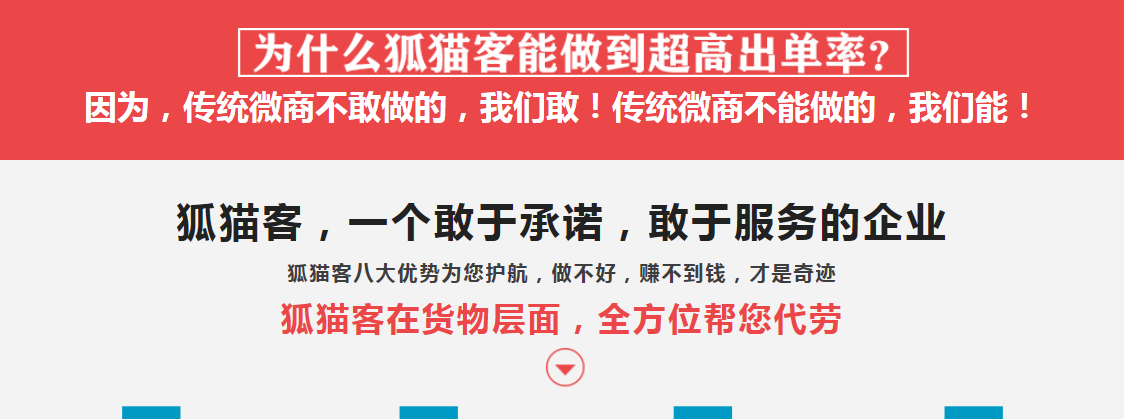 为什么狐猫客能做到超高出单率?
因为，传统微商不敢做的，我们敢！传统微商不能做的，我们能！
狐猫客，一个敢于承诺，敢于服务的企业
狐猫客八大优势为您护航，做不好，赚不到钱，才是奇迹
狐猫客在货物层面，全方位帮您代劳